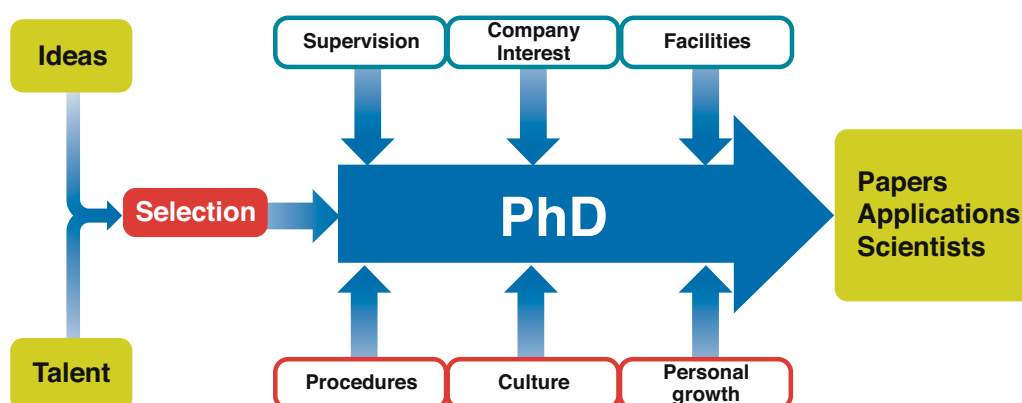 Ideas
Supervision
Company
Interest
Facilities
Selection
PhD
Papers
Applications
Scientists
Talent
Procedures
Culture
Personal
growth